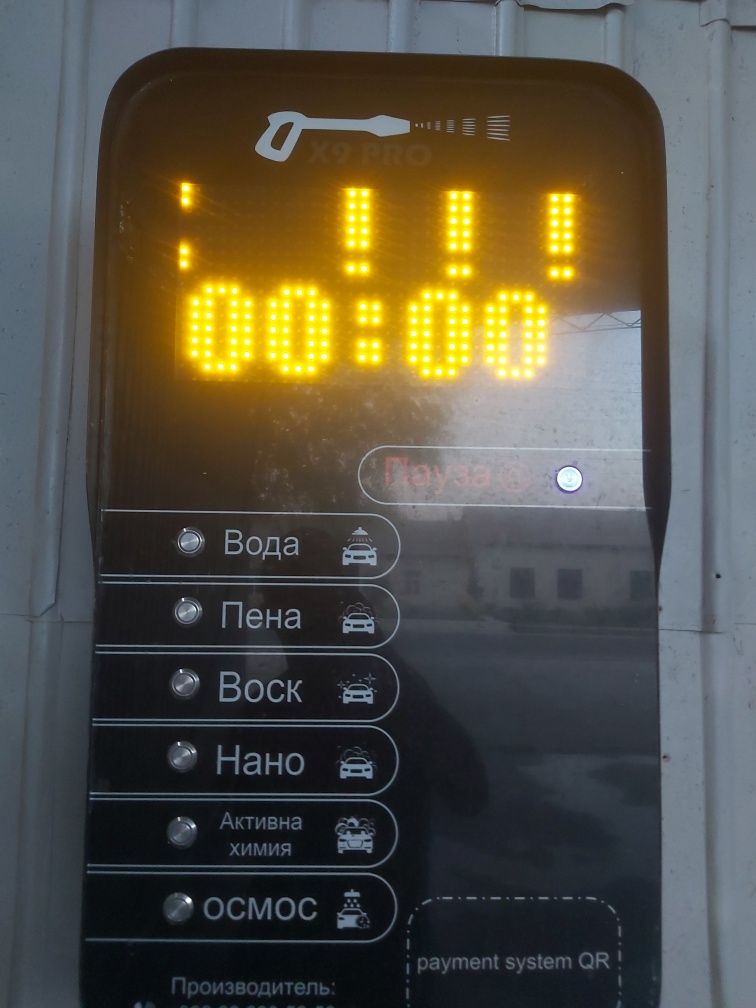 X9 PRO
! ! !
00:00
Пауза
Вода
Пена
Воск
Нано
Активна
химия
осмос
payment system QR
Производитель: